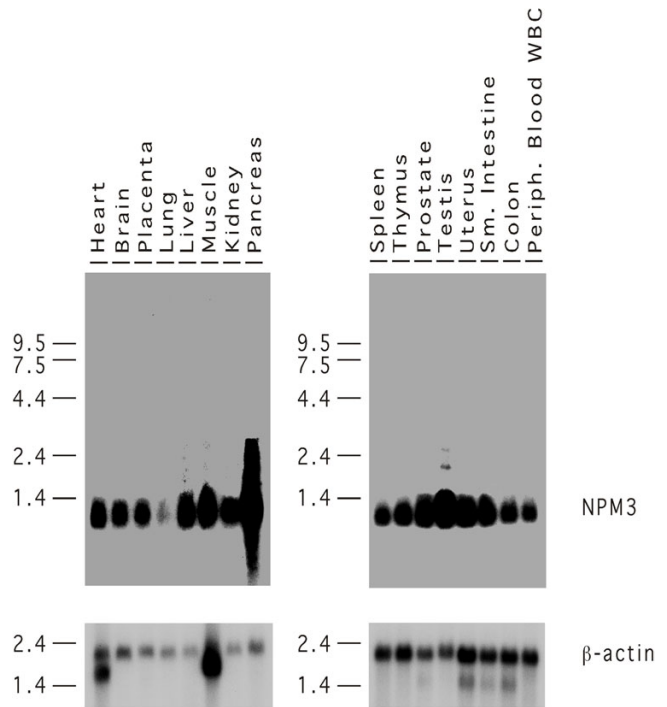 Heart
Brain
Placenta
Lung
Liver
Muscle
Kidney
Pancreas
9.5
7.5
4.4
2.4
1.4
2.4
1.4
Spleen
Thymus
Prostate
Testis
Uterus
Sm. Intestine
Colon
Periph. Blood WBC
9.5
7.5
4.4
2.4
1.4
NPM3
2.4
1.4
β-actin